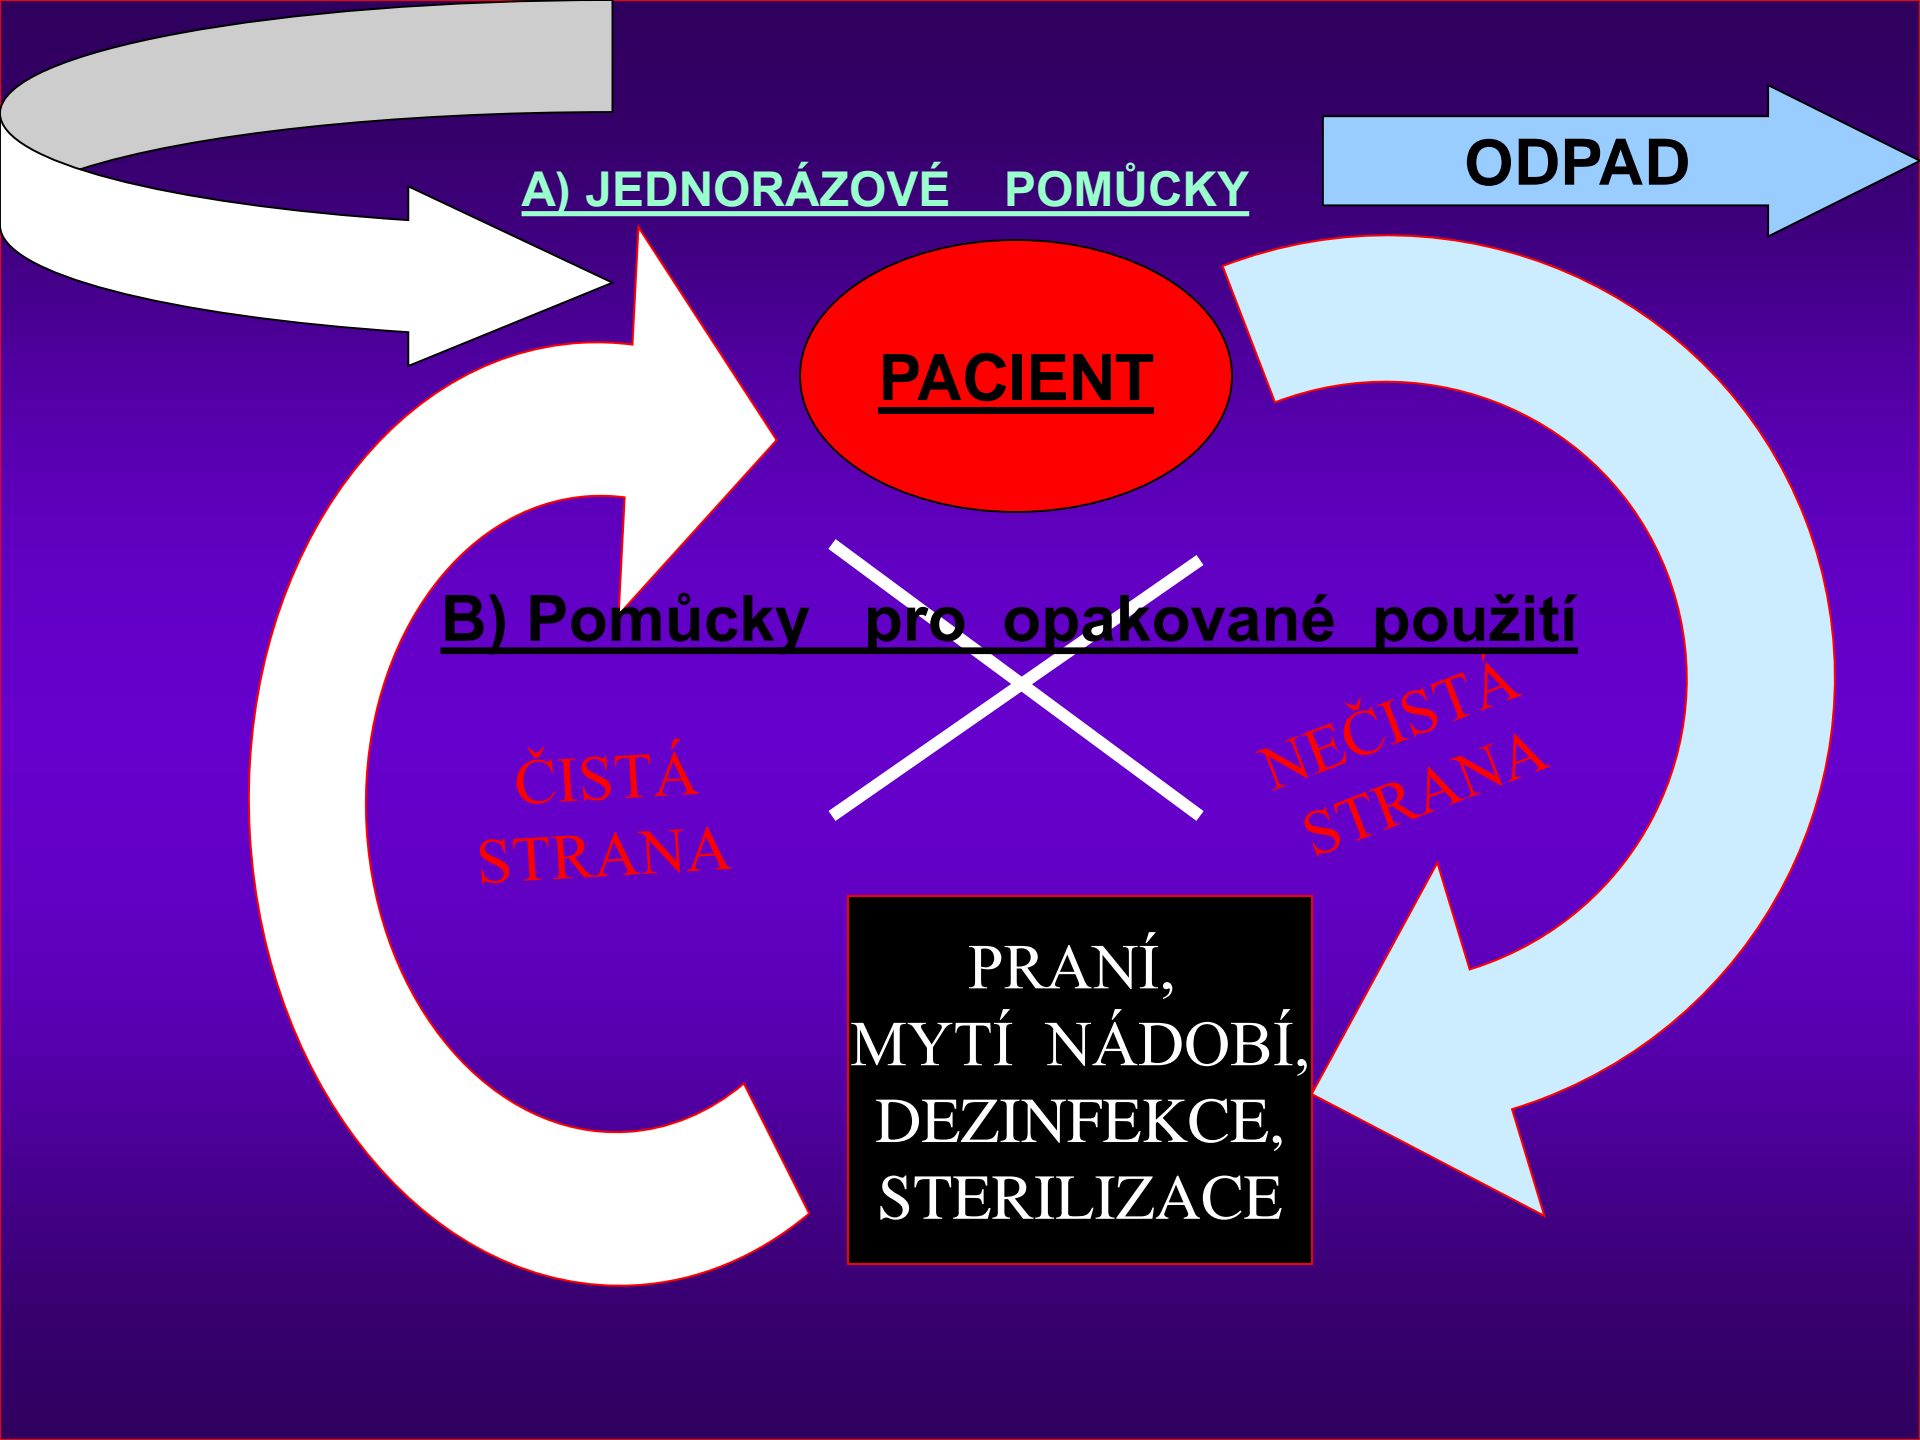 ODPAD
A) JEDNORÁZOVÉ POMŮCKY
PACIENT
B) Pomůcky pro opakované použití
ČISTÁ
STRANA
NEČISTÁ
STRANA
PRANÍ,
MYTÍ NÁDOBÍ,
DEZINFEKCE,
STERILIZACE